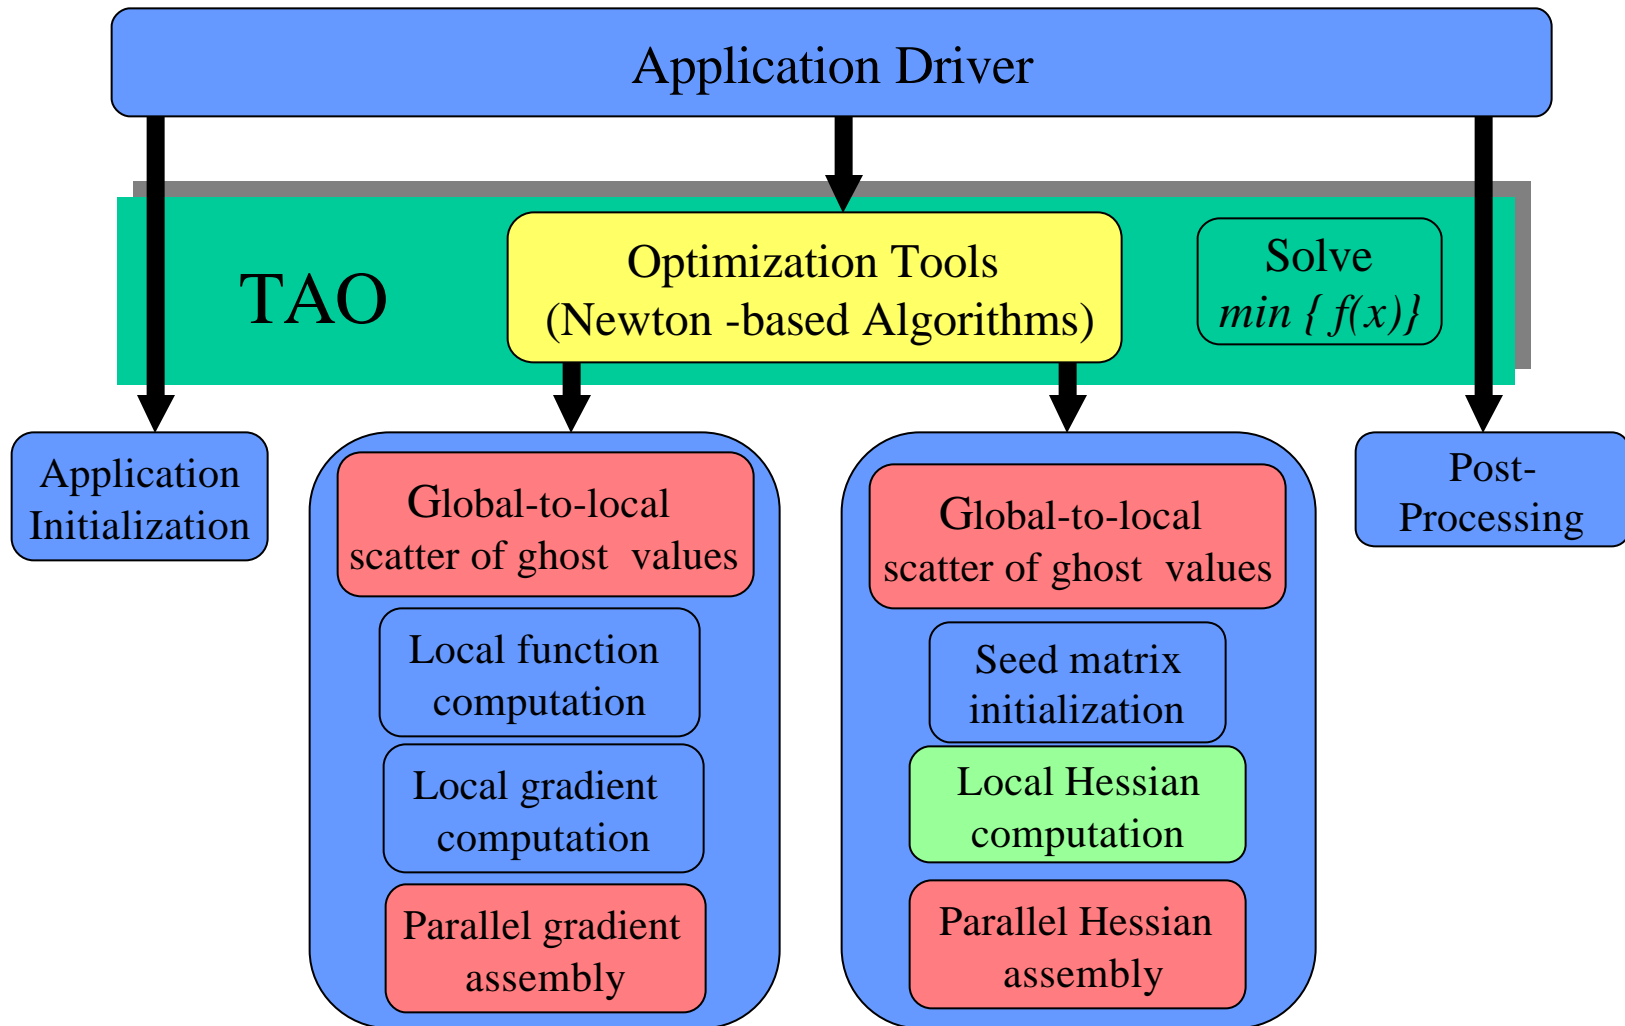 Application Driver
TAO
Optimization Tools
(Newton -based Algorithms)
Solve
min { f(x)}
Application
Initialization
Global-to-local
scatter of ghost values
Local function
computation
Local gradient
computation
Parallel gradient
assembly
Global-to-local
scatter of ghost values
Seed matrix
initialization
Local Hessian
computation
Parallel Hessian
assembly
Post-
Processing